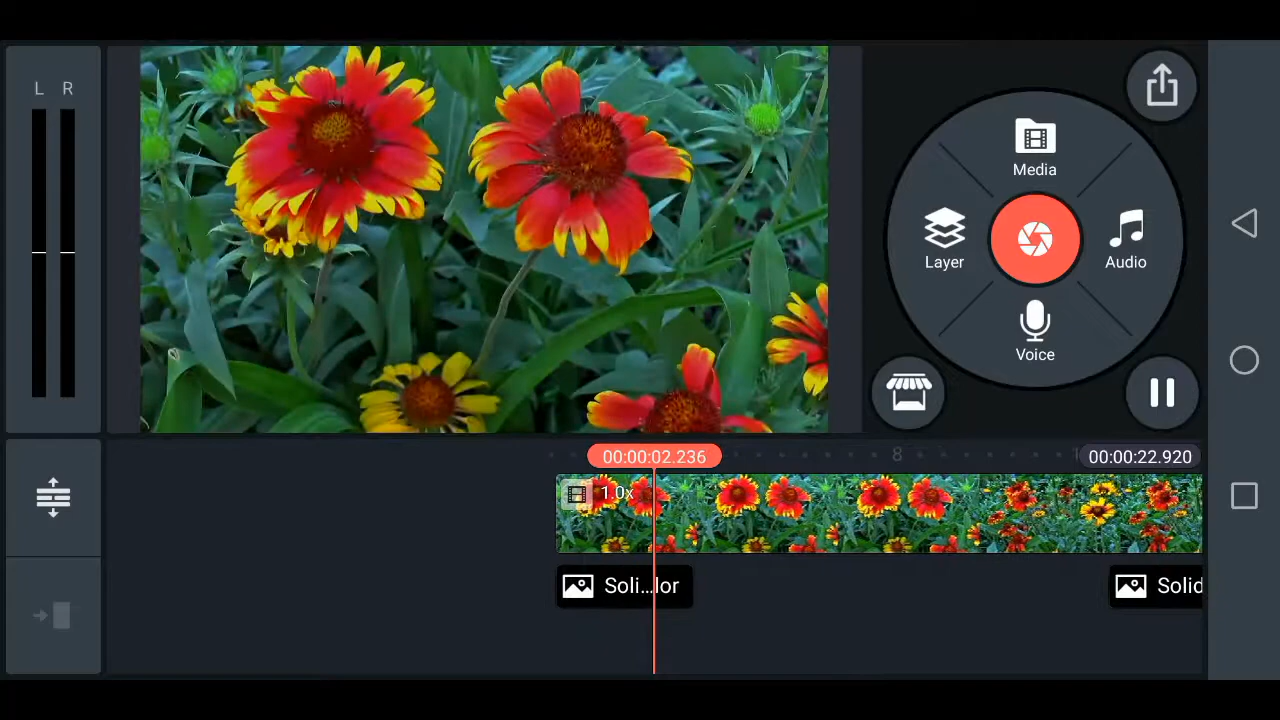 L R
Media
Layer
Audio
Voice
00:00:02.236
8
00:00:22.920
1.0x
Soli...lor
Solid